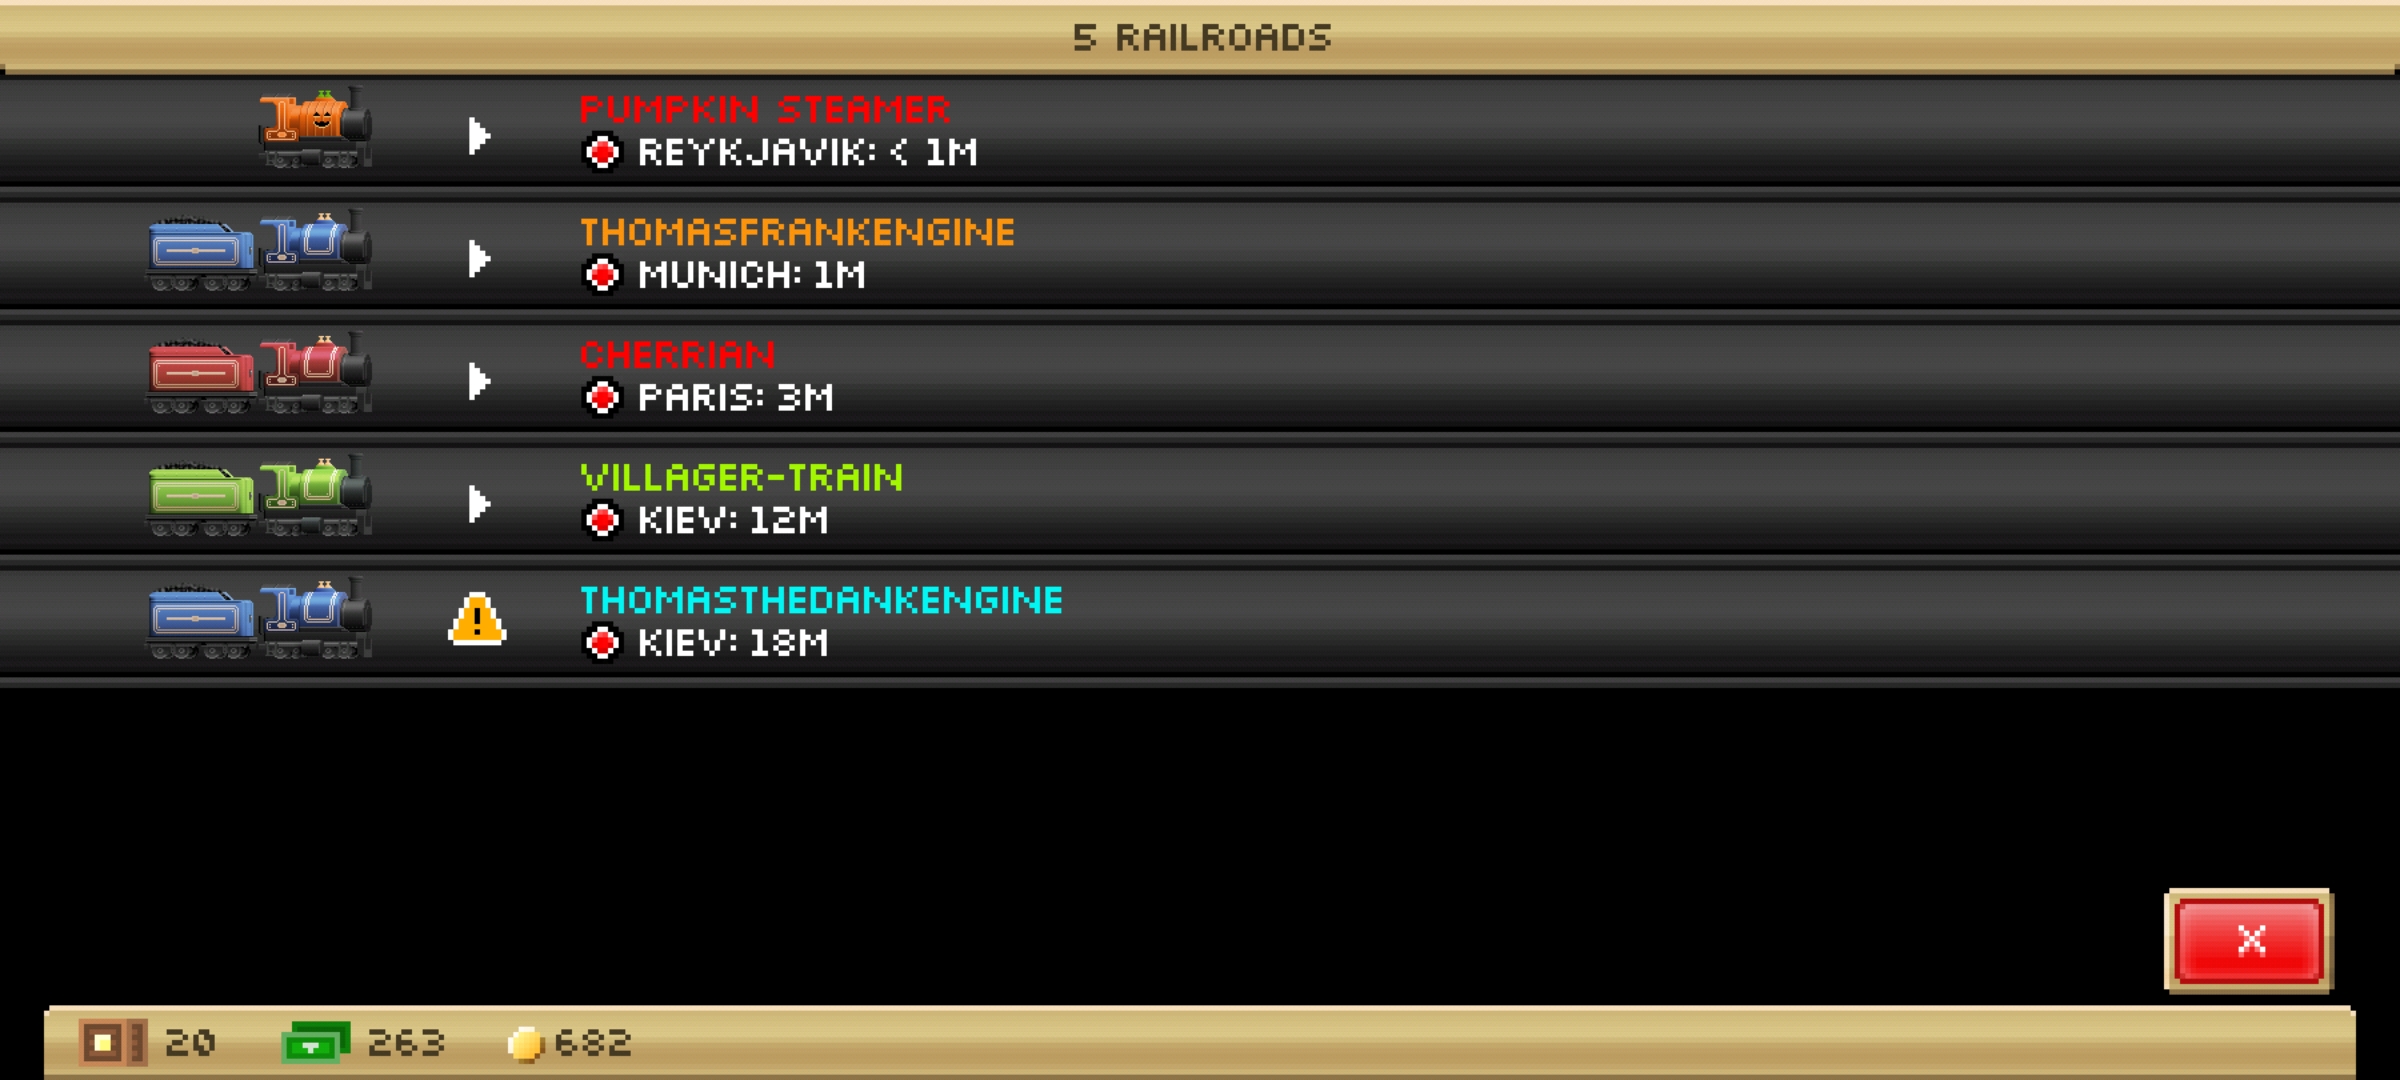 5 RAILROADS
PUMPKIN STEAMER
REYKJAVIK: < 1M
THOMASFRANKENGINE
MUNICH: 1M
CHERRIAN
PARIS: 3M
VILLAGER-TRAIN
KIEV: 12M
!
THOMASTHEDANKENGINE
KIEV: 18M
X
20 263 682